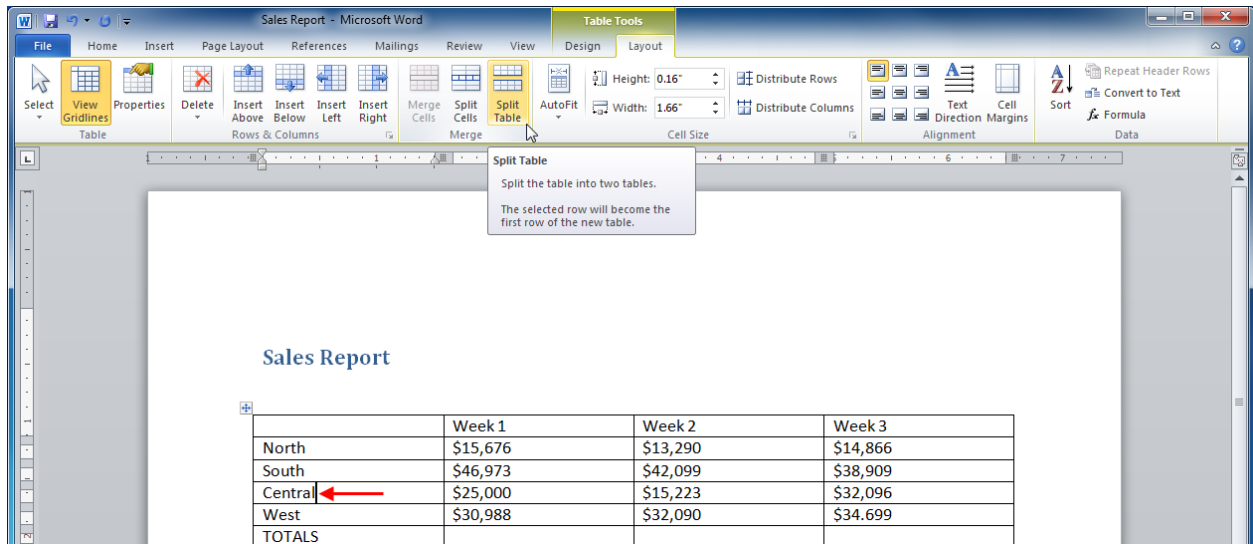 Sales Report - Microsoft Word
Table Tools
File Home Insert Page Layout References Mailings Review View Design Layout
Select
View Gridlines
Properties
Table
Delete
Insert Above
Insert Below
Insert Left
Insert Right
Rows & Columns
Merge Cells
Split Cells
Split Table
Merge
AutoFit
Height: 0.16"
Width: 1.66"
Distribute Rows
Distribute Columns
Cell Size
Text Direction
Cell Margins
Alignment
Sort
Repeat Header Rows
Convert to Text
Formula
Data
1 4 6 7
Split Table
Split the table into two tables.
The selected row will become the
first row of the new table.
Sales Report
Week 1 Week 2 Week 3
North $15,676 $13,290 $14,866
South $46,973 $42,099 $38,909
Central $25,000 $15,223 $32,096
West $30,988 $32,090 $34.699
TOTALS